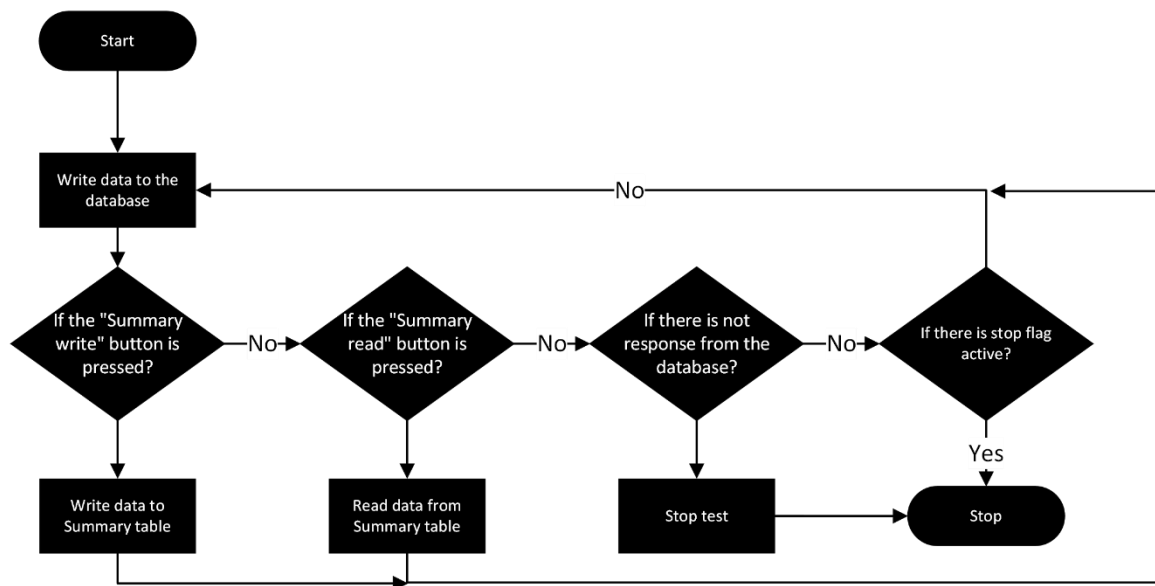 Start
Write data to the
database
No
If the "Summary
write" button is
pressed?
No
If the "Summary
read" button is
pressed?
No
If there is not
response from the
database?
No
If there is stop flag
active?
Yes
Write data to
Summary table
Read data from
Summary table
Stop test
Stop